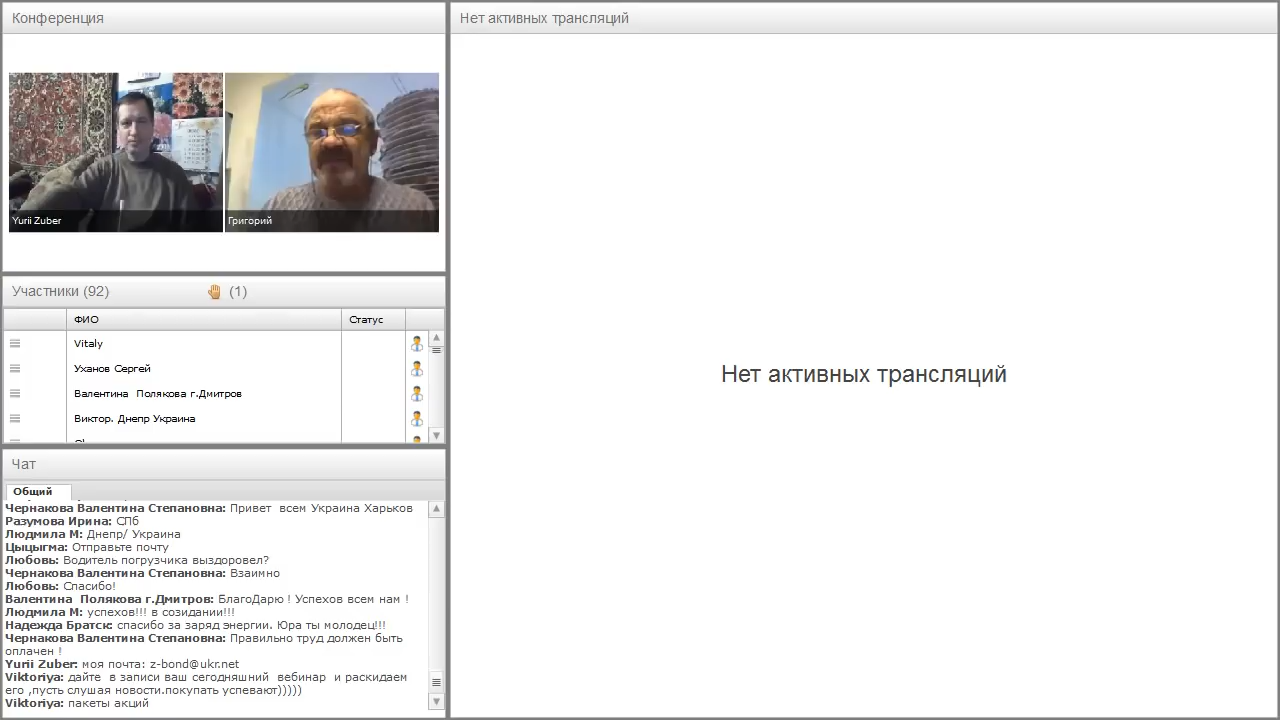 Конференция
Нет активных трансляций
Yurii Zuber
Григорий
Участники (92)
(1)
ФИО
Статус
Vitaly
Уханов Сергей
Валентина Полякова г.Дмитров
Виктор. Днепр Украина
Нет активных трансляций
Чат
Общий
Чернакова Валентина Степановна: Привет всем Украина Харьков
Разумова Ирина: СПб
Людмила М: Днепр/ Украина
Цыцыгма: Отправьте почту
Любовь: Водитель погрузчика выздоровел?
Чернакова Валентина Степановна: Взаимно
Любовь: Спасибо!
Валентина Полякова г.Дмитров: БлагоДарю ! Успехов всем нам !
Людмила М: успехов!!! в созидании!!!
Надежда Братск: спасибо за заряд энергии. Юра ты молодец!!!
Чернакова Валентина Степановна: Правильно труд должен быть
оплачен !
Yurii Zuber: моя почта: z-bond@ukr.net
Viktoriya: дайте в записи ваш сегодняшний вебинар и раскидаем
его ,пусть слушая новости.покупать успевают)))))
Viktoriya: пакеты акций